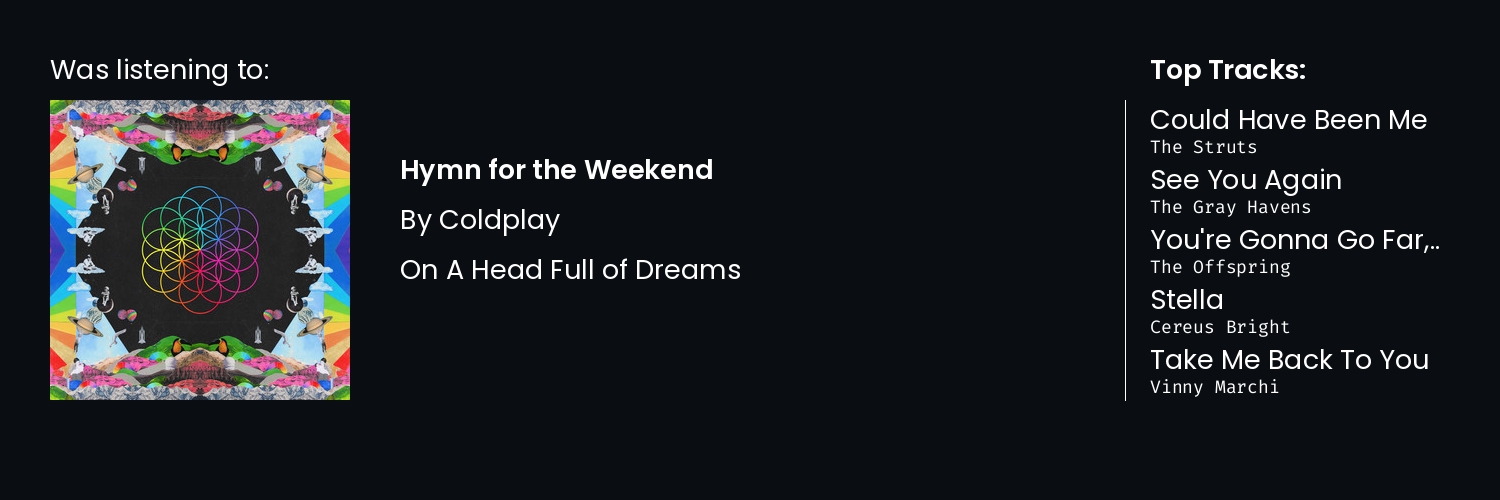 Was listening to:
Hymn for the Weekend
By Coldplay
On A Head Full of Dreams
Top Tracks:
Could Have Been Me
The Struts
See You Again
The Gray Havens
You're Gonna Go Far,..
The Offspring
Stella
Cereus Bright
Take Me Back To You
Vinny Marchi